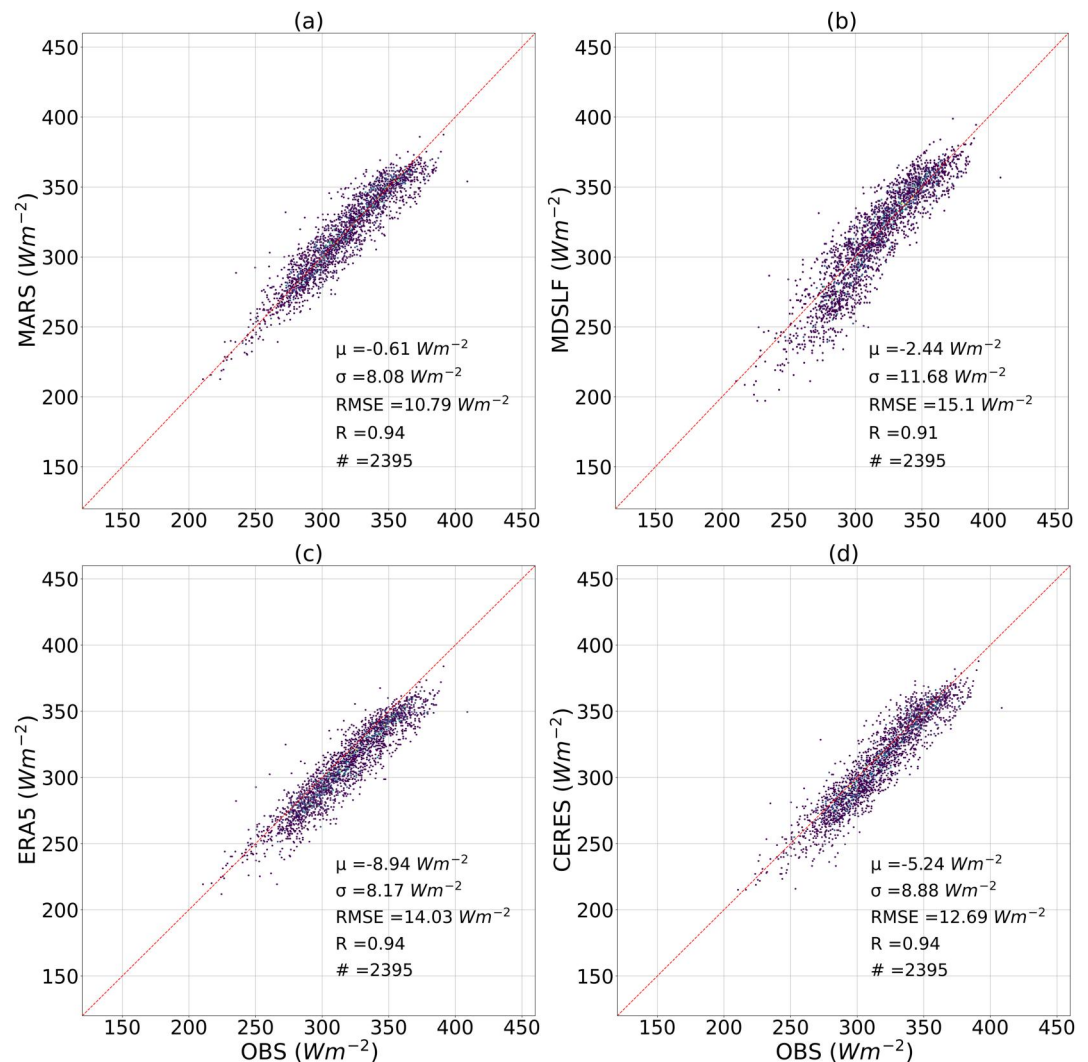 (a)
450
400
350
300
250
200
150
MARS (Wm−2)
μ =-0.61 Wm−2
σ =8.08 Wm−2
RMSE =10.79 Wm−2
R =0.94
# =2395
150 200 250 300 350 400 450
(b)
450
400
350
300
250
200
150
MDSLF (Wm−2)
μ =-2.44 Wm−2
σ =11.68 Wm−2
RMSE =15.1 Wm−2
R =0.91
# =2395
150 200 250 300 350 400 450
(c)
450
400
350
300
250
200
150
ERA5 (Wm−2)
μ =-8.94 Wm−2
σ =8.17 Wm−2
RMSE =14.03 Wm−2
R =0.94
# =2395
150 200 250 300 350 400 450
OBS (Wm−2)
(d)
450
400
350
300
250
200
150
CERES (Wm−2)
μ =-5.24 Wm−2
σ =8.88 Wm−2
RMSE =12.69 Wm−2
R =0.94
# =2395
150 200 250 300 350 400 450
OBS (Wm−2)